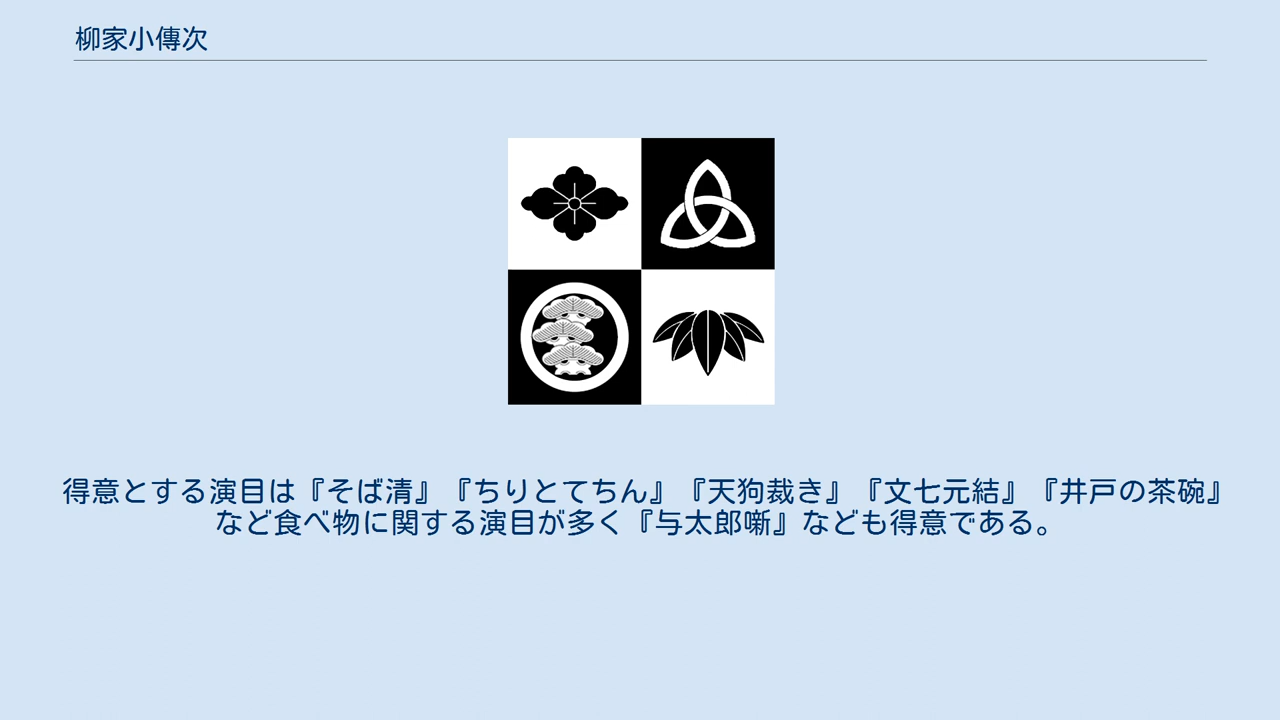 柳家小傳次
得意とする演目は『そば清』『ちりとてちん』『天狗裁き』『文七元結』『井戸の茶碗』
など食べ物に関する演目が多く『与太郎噺』なども得意である。